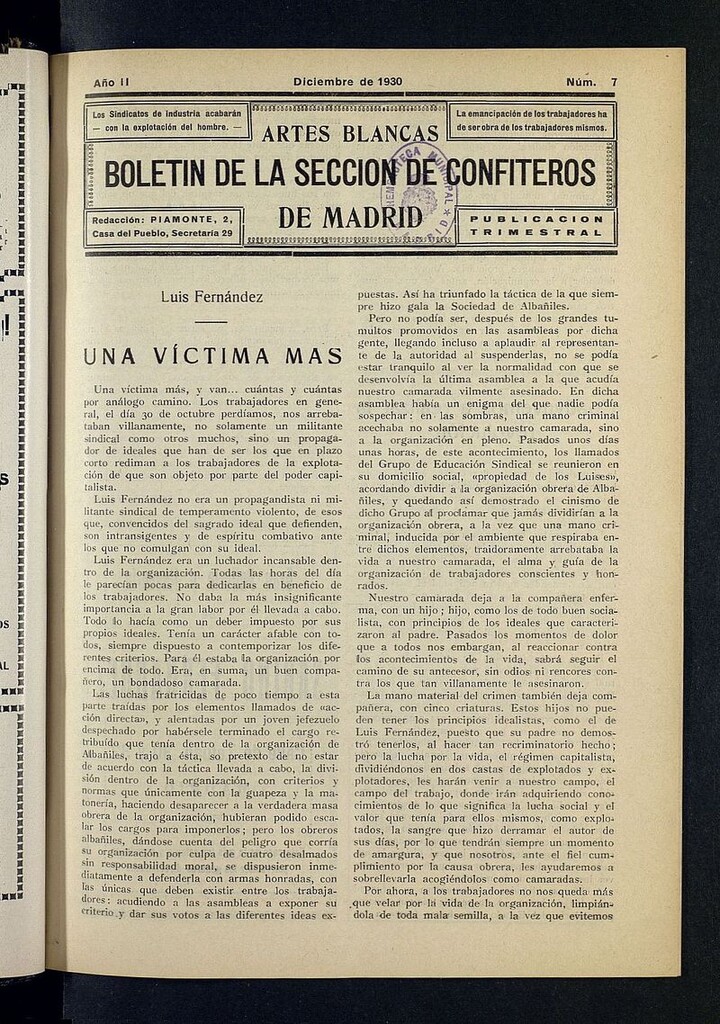 Año II
Diciembre de 1930
Núm. 7
Los Sindicatos de industria acabarán
— con la explotación del hombre. —
La emancipación de los trabajadores ha
de ser obra de los trabajadores mismos.
ARTES BLANCAS
BOLETIN DE LA SECCION DE CONFITEROS
DE MADRID
HEMEROTECA MUNICIPAL
Redacción: PIAMONTE, 2,
Casa del Pueblo, Secretaría 29
PUBLICACION
TRIMESTRAL
Luis Fernández
UNA VÍCTIMA MAS
Una víctima más, y van... cuántas y cuántas
por análogo camino. Los trabajadores en gene-
ral, el día 30 de octubre perdíamos, nos arreba-
taban villanamente, no solamente un militante
sindical como otros muchos, sino un propaga-
dor de ideales que han de ser los que en plazo
corto rediman a los trabajadores de la explota-
ción de que son objeto por parte del poder capi-
talista.
Luis Fernández no era un propagandista ni mi-
litante sindical de temperamento violento, de esos
que, convencidos del sagrado ideal que defienden,
son intransigentes y de espíritu combativo ante
los que no comulgan con su ideal.
Luis Fernández era un luchador incansable den-
tro de la organización. Todas las horas del día
le parecían pocas para dedicarlas en beneficio de
los trabajadores. No daba la más insignificante
importancia a la gran labor por él llevada a cabo.
Todo lo hacía como un deber impuesto por sus
propios ideales. Tenía un carácter afable con to-
dos, siempre dispuesto a contemporizar los dife-
rentes criterios. Para él estaba la organización por
encima de todo. Era, en suma, un buen compa-
ñero, un bondadoso camarada.
Las luchas fratricidas de poco tiempo a esta
parte traídas por los elementos llamados de «ac-
ción directa», y alentadas por un joven jefezuelo
despechado por habérsele terminado el cargo re-
tribuído que tenía dentro de la organización de
Albañiles, trajo a ésta, so pretexto de no estar
de acuerdo con la táctica llevada a cabo, la divi-
sión dentro de la organización, con criterios y
normas que únicamente con la guapeza y la ma-
tonería, haciendo desaparecer a la verdadera masa
obrera de la organización, hubieran podido esca-
lar los cargos para imponerlos; pero los obreros
albañiles, dándose cuenta del peligro que corría
su organización por culpa de cuatro desalmados
sin responsabilidad moral, se dispusieron inme-
diatamente a defenderla con armas honradas, con
las únicas que deben existir entre los trabaja-
dores: acudiendo a las asambleas a exponer su
criterio y dar sus votos a las diferentes ideas ex-
puestas. Así ha triunfado la táctica de la que siem-
pre hizo gala la Sociedad de Albañiles.
Pero no podía ser, después de los grandes tu-
multos promovidos en las asambleas por dicha
gente, llegando incluso a aplaudir al representan-
te de la autoridad al suspenderlas, no se podía
estar tranquilo al ver la normalidad con que se
desenvolvía la última asamblea a la que acudía
nuestro camarada vilmente asesinado. En dicha
asamblea había un enigma del que nadie podía
sospechar: en las sombras, una mano criminal
acechaba no solamente a nuestro camarada, sino
a la organización en pleno. Pasados unos días
unas horas, de este acontecimiento, los llamados
del Grupo de Educación Sindical se reunieron en
su domicilio social, «propiedad de los Luises»,
acordando dividir a la organización obrera de Alba-
ñiles, y quedando así demostrado el cinismo de
dicho Grupo al proclamar que jamás dividirían a la
organización obrera, a la vez que una mano cri-
minal, inducida por el ambiente que respiraba en-
tre dichos elementos, traidoramente arrebataba la
vida a nuestro camarada, el alma y guía de la
organización de trabajadores conscientes y hon-
rados.
Nuestro camarada deja a la compañera enfer-
ma, con un hijo; hijo, como los de todo buen socia-
lista, con principios de los ideales que caracteri-
zaron al padre. Pasados los momentos de dolor
que a todos nos embargan, al reaccionar contra
los acontecimientos de la vida, sabrá seguir el
camino de su antecesor, sin odios ni rencores con-
tra los que tan villanamente le asesinaron.
La mano material del crimen también deja com-
pañera, con cinco criaturas. Estos hijos no pue-
den tener los principios idealistas, como el de
Luis Fernández, puesto que su padre no demos-
tró tenerlos, al hacer tan recriminatorio hecho;
pero la lucha por la vida, el régimen capitalista,
dividiéndonos en dos castas de explotados y ex-
plotadores, les harán venir a nuestro campo, el
campo del trabajo, donde irán adquiriendo cono-
cimientos de lo que significa la lucha social y el
valor que tenía para ellos mismos, como explo-
tados, la sangre que hizo derramar el autor de
sus días, por lo que tendrán siempre un momento
de amargura, y que nosotros, ante el fiel cum-
plimiento por la causa obrera, les ayudaremos a
sobrellevarla acogiéndolos como camaradas.
Por ahora, a los trabajadores no nos queda más
que velar por la vida de la organización, limpián-
dola de toda mala semilla, a la vez que evitemos